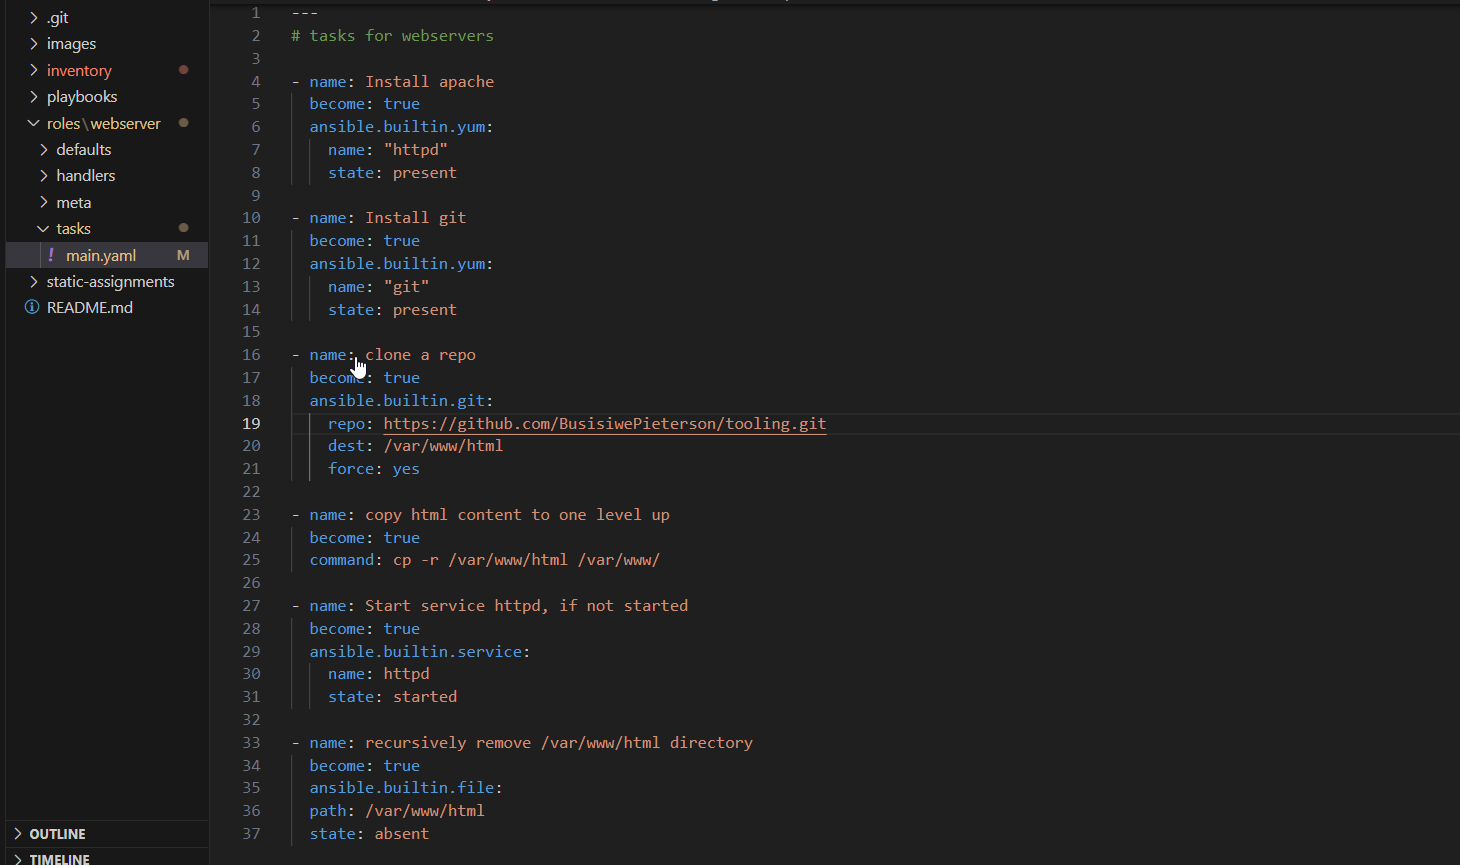 .git
images
inventory
playbooks
roles\webserver
defaults
handlers
meta
tasks
! main.yaml M
static-assignments
README.md
OUTLINE
TIMELINE
1 ---
2 # tasks for webservers
3
4 - name: Install apache
5 become: true
6 ansible.builtin.yum:
7 name: "httpd"
8 state: present
9
10 - name: Install git
11 become: true
12 ansible.builtin.yum:
13 name: "git"
14 state: present
15
16 - name: clone a repo
17 become: true
18 ansible.builtin.git:
19 repo: https://github.com/BusisiwePieterson/tooling.git
20 dest: /var/www/html
21 force: yes
22
23 - name: copy html content to one level up
24 become: true
25 command: cp -r /var/www/html /var/www/
26
27 - name: Start service httpd, if not started
28 become: true
29 ansible.builtin.service:
30 name: httpd
31 state: started
32
33 - name: recursively remove /var/www/html directory
34 become: true
35 ansible.builtin.file:
36 path: /var/www/html
37 state: absent